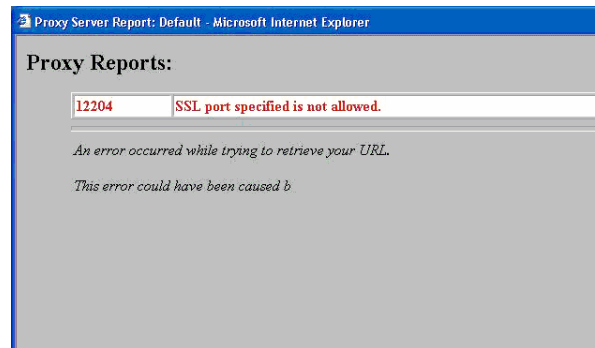 Proxy Server Report: Default - Microsoft Internet Explorer
Proxy Reports:
12204 SSL port specified is not allowed.
An error occurred while trying to retrieve your URL.
This error could have been caused b